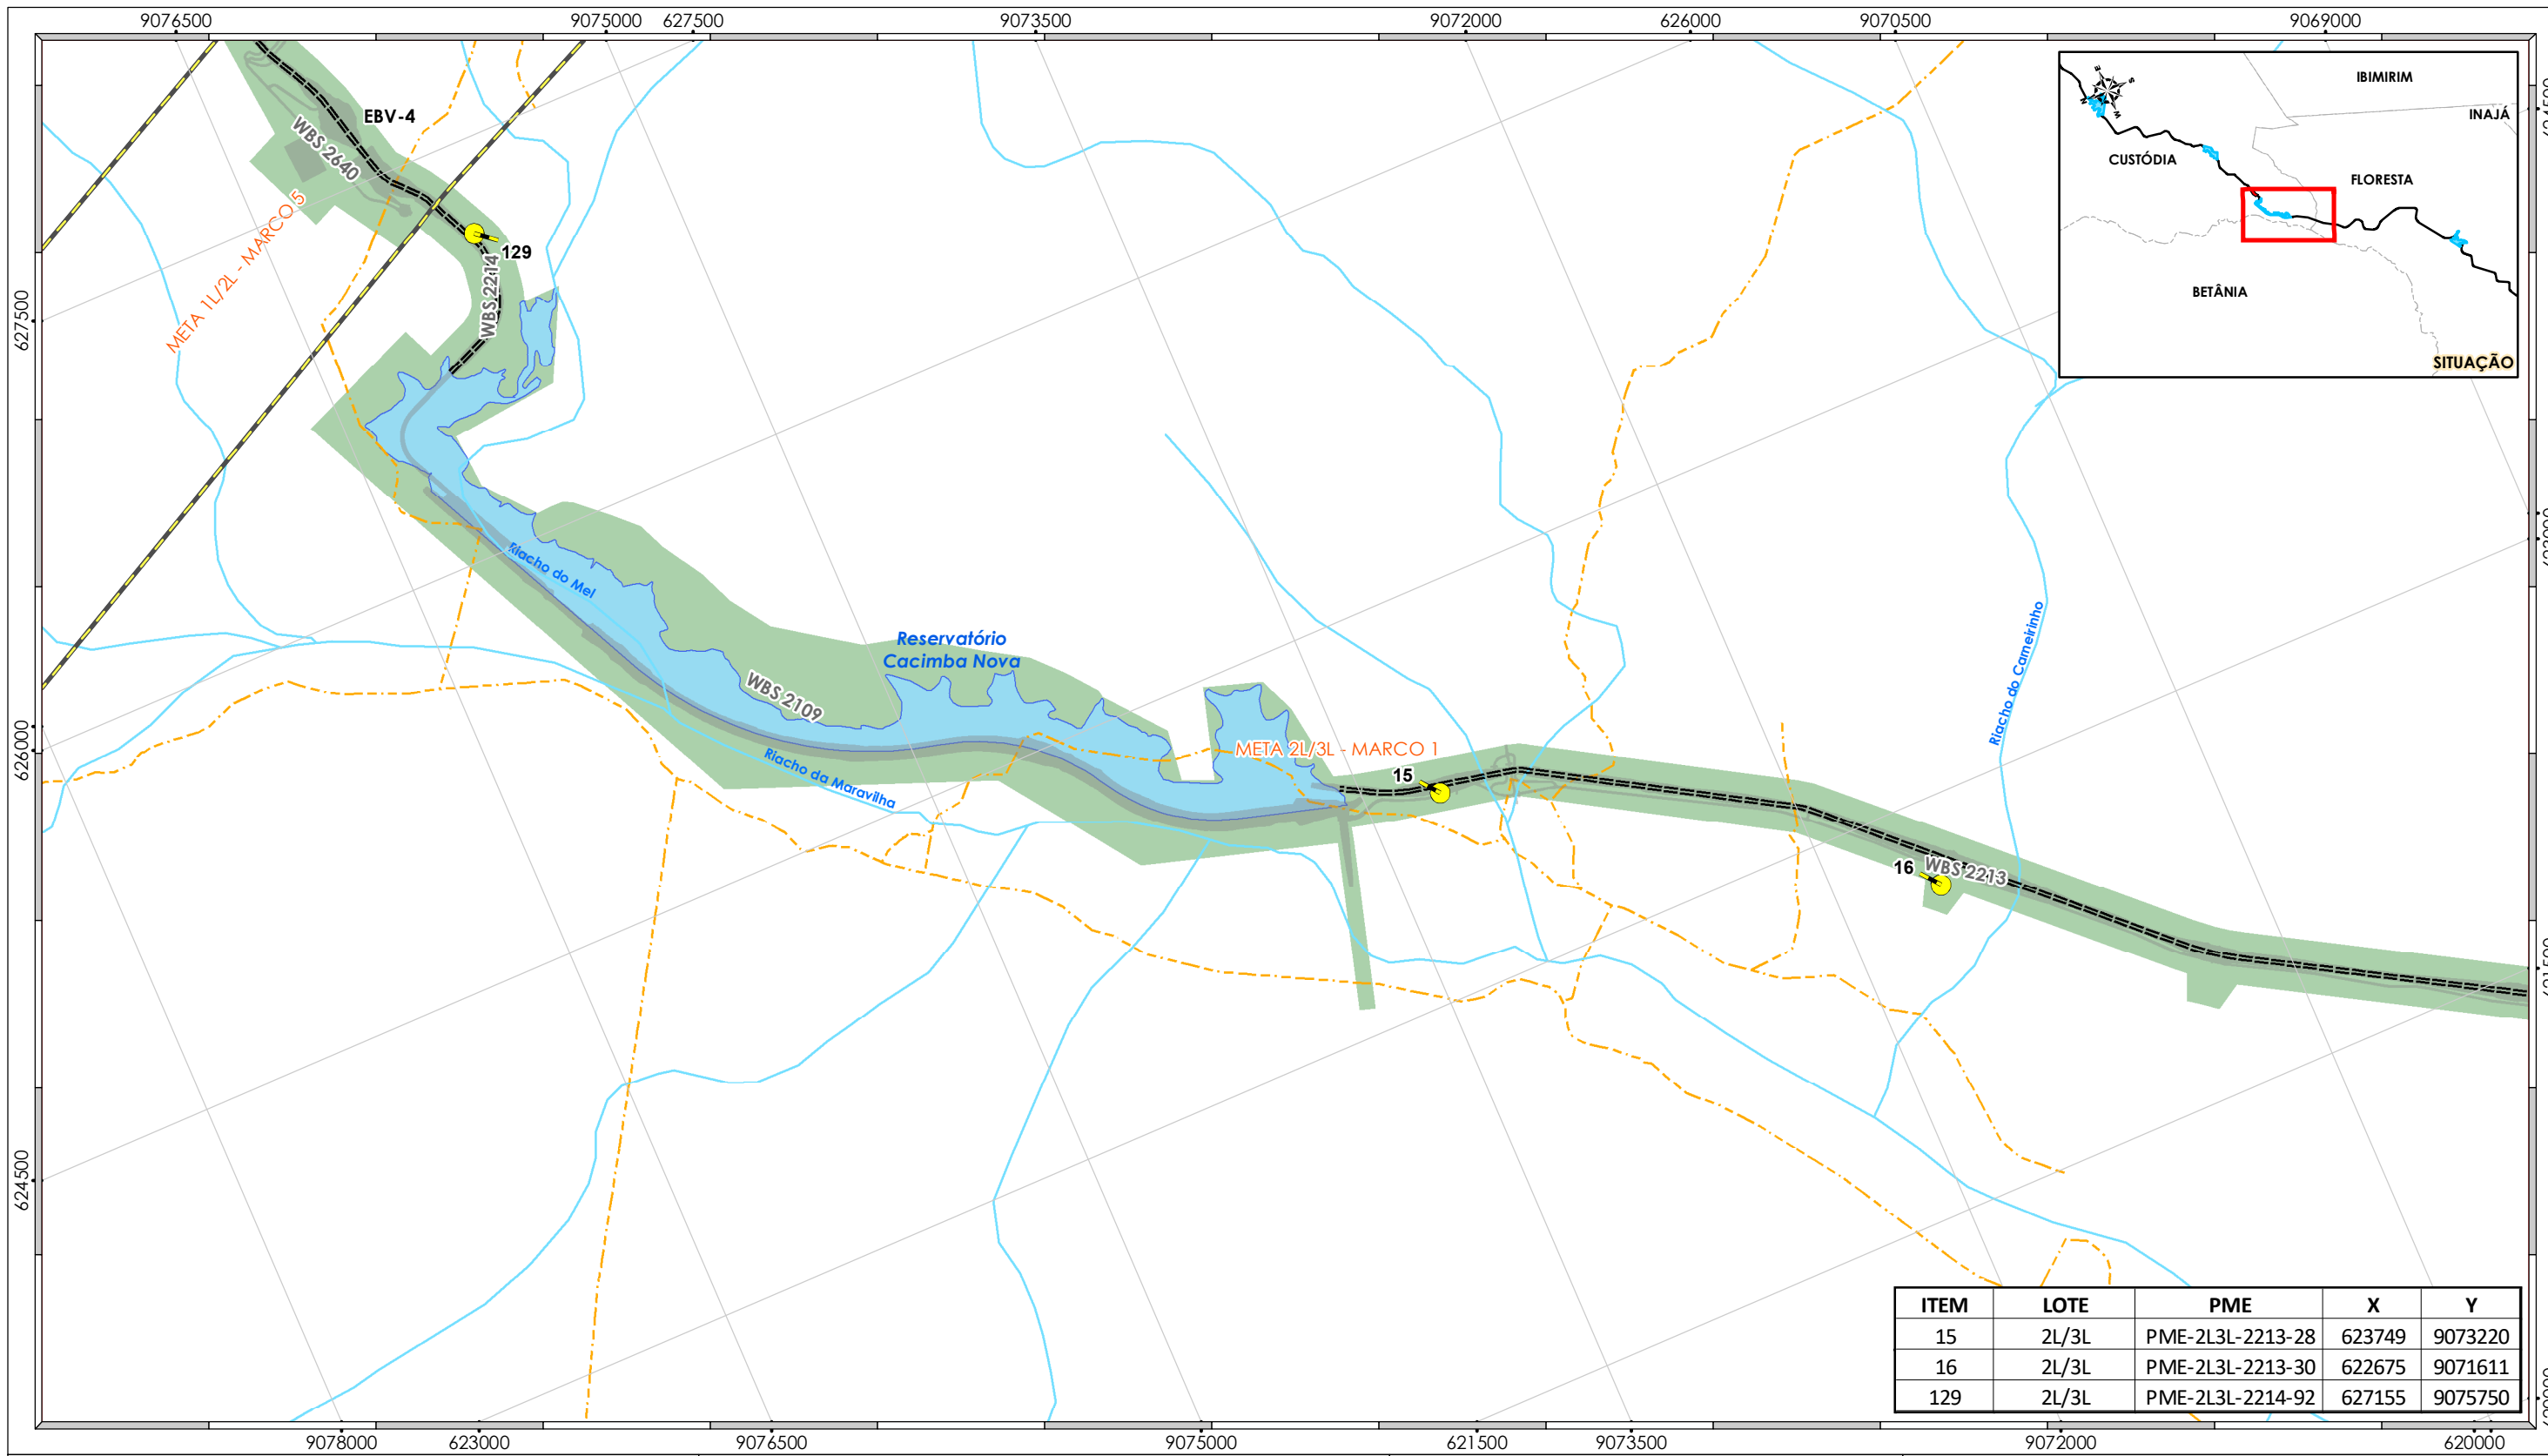 9076500 9075000 627500 9073500 9072000 626000 9070500 9069000
IBIMIRIM
INAJÁ
CUSTÓDIA
FLORESTA
BETÂNIA
SITUAÇÃO
E
S
N
W
EBV-4
WBS 2640
META 1L/2L - MARCO 5
129
WBS 2214
627500
Riacho do Mel
Reservatório
Cacimba Nova
WBS 2109
Riacho da Maravilha
META 2L/3L - MARCO 1
15
Riacho do Cameirinho
16
WBS 2213
626000
624500
ITEM LOTE PME X Y
15 2L/3L PME-2L3L-2213-28 623749 9073220
16 2L/3L PME-2L3L-2213-30 622675 9071611
129 2L/3L PME-2L3L-2214-92 627155 9075750
9078000 623000 9076500 9075000 621500 9073500 9072000 620000